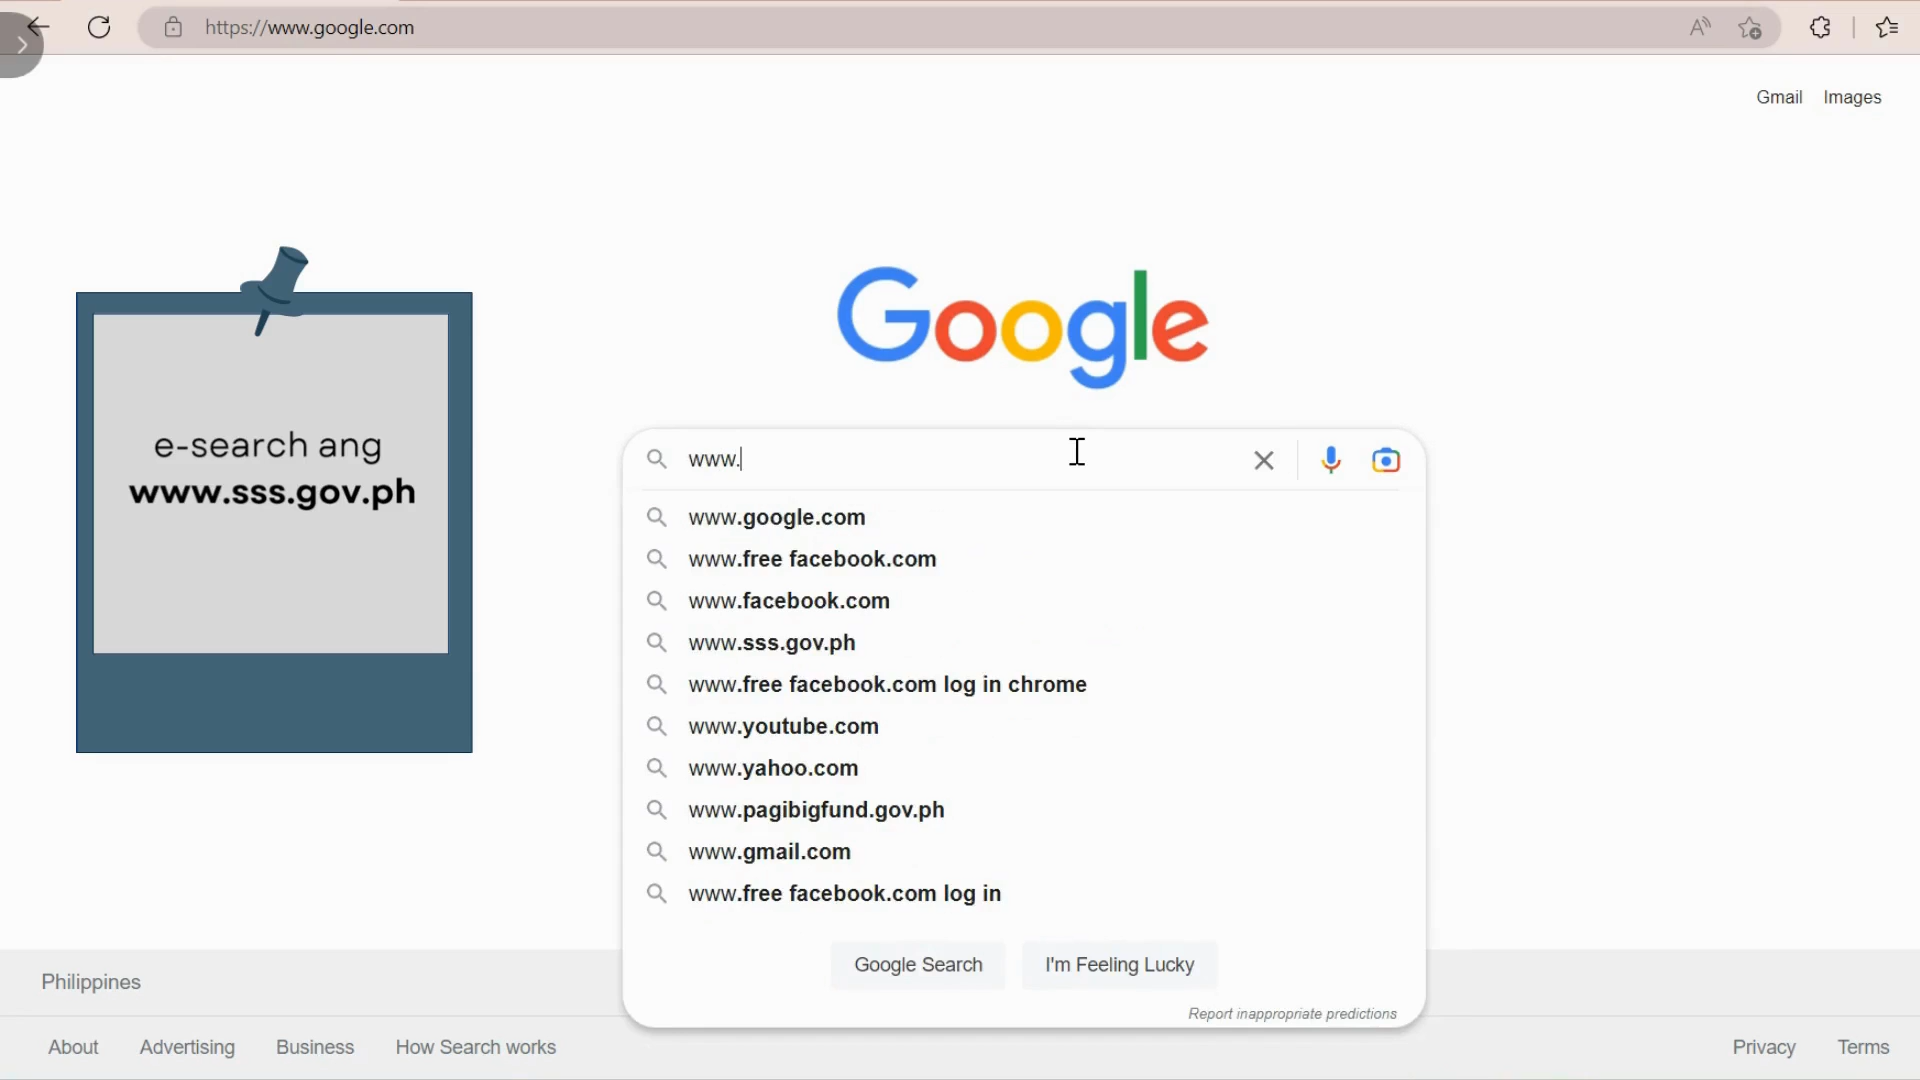 https://www.google.com
Gmail Images
e-search ang
www.sss.gov.ph
Google
www.
www.google.com
www.free facebook.com
www.facebook.com
www.sss.gov.ph
www.free facebook.com log in chrome
www.youtube.com
www.yahoo.com
www.pagibigfund.gov.ph
www.gmail.com
www.free facebook.com log in
Google Search I'm Feeling Lucky
Report inappropriate predictions
Philippines
About Advertising Business How Search works Privacy Terms